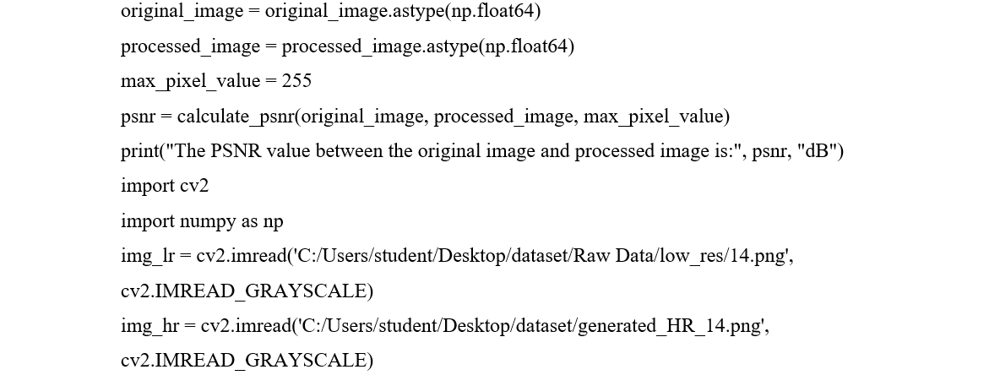 original_image = original_image.astype(np.float64)
processed_image = processed_image.astype(np.float64)
max_pixel_value = 255
psnr = calculate_psnr(original_image, processed_image, max_pixel_value)
print("The PSNR value between the original image and processed image is:", psnr, "dB")
import cv2
import numpy as np
img_lr = cv2.imread('C:/Users/student/Desktop/dataset/Raw Data/low_res/14.png',
cv2.IMREAD_GRAYSCALE)
img_hr = cv2.imread('C:/Users/student/Desktop/dataset/generated_HR_14.png',
cv2.IMREAD_GRAYSCALE)